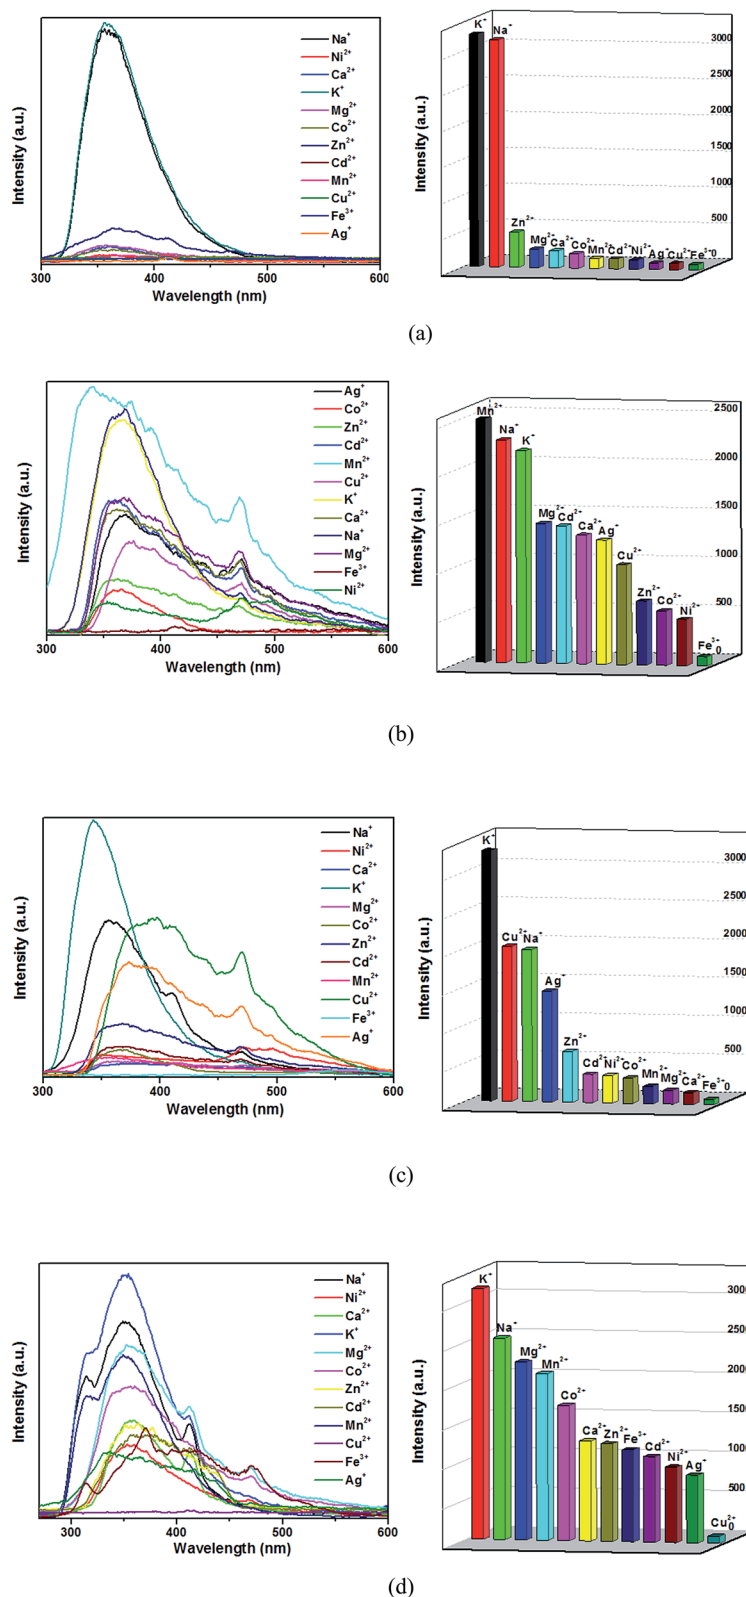 Intensity (a.u.)
Na⁺
Ni²⁺
Ca²⁺
K⁺
Mg²⁺
Co²⁺
Zn²⁺
Cd²⁺
Mn²⁺
Cu²⁺
Fe³⁺
Ag⁺
300 400 500 600
Wavelength (nm)
Intensity (a.u.)
K⁺ Na⁺ Zn²⁺ Mg²⁺ Ca²⁺ Co²⁺ Mn²⁺ Cd²⁺ Ni²⁺ Ag⁺ Cu²⁺ Fe³⁺
3000
2500
2000
1500
1000
500
0
(a)
Intensity (a.u.)
Ag⁺
Co²⁺
Zn²⁺
Cd²⁺
Mn²⁺
Cu²⁺
K⁺
Ca²⁺
Na⁺
Mg²⁺
Fe³⁺
Ni²⁺
300 400 500 600
Wavelength (nm)
Intensity (a.u.)
Mn²⁺ Na⁺ K⁺ Mg²⁺ Cd²⁺ Ca²⁺ Ag⁺ Cu²⁺ Zn²⁺ Co²⁺ Ni²⁺ Fe³⁺
2500
2000
1500
1000
500
0
(b)
Intensity (a.u.)
Na⁺
Ni²⁺
Ca²⁺
K⁺
Mg²⁺
Co²⁺
Zn²⁺
Cd²⁺
Mn²⁺
Cu²⁺
Fe³⁺
Ag⁺
300 400 500 600
Wavelength (nm)
Intensity (a.u.)
K⁺ Cu²⁺ Na⁺ Ag⁺ Zn²⁺ Cd²⁺ Ni²⁺ Co²⁺ Mn²⁺ Mg²⁺ Ca²⁺ Fe³⁺
3000
2500
2000
1500
1000
500
0
(c)
Intensity (a.u.)
Na⁺
Ni²⁺
Ca²⁺
K⁺
Mg²⁺
Co²⁺
Zn²⁺
Cd²⁺
Mn²⁺
Cu²⁺
Fe³⁺
Ag⁺
300 400 500 600
Wavelength (nm)
Intensity (a.u.)
K⁺ Na⁺ Mg²⁺ Mn²⁺ Co²⁺ Ca²⁺ Zn²⁺ Fe³⁺ Cd²⁺ Ni²⁺ Ag⁺ Cu²⁺
3000
2500
2000
1500
1000
500
0
(d)